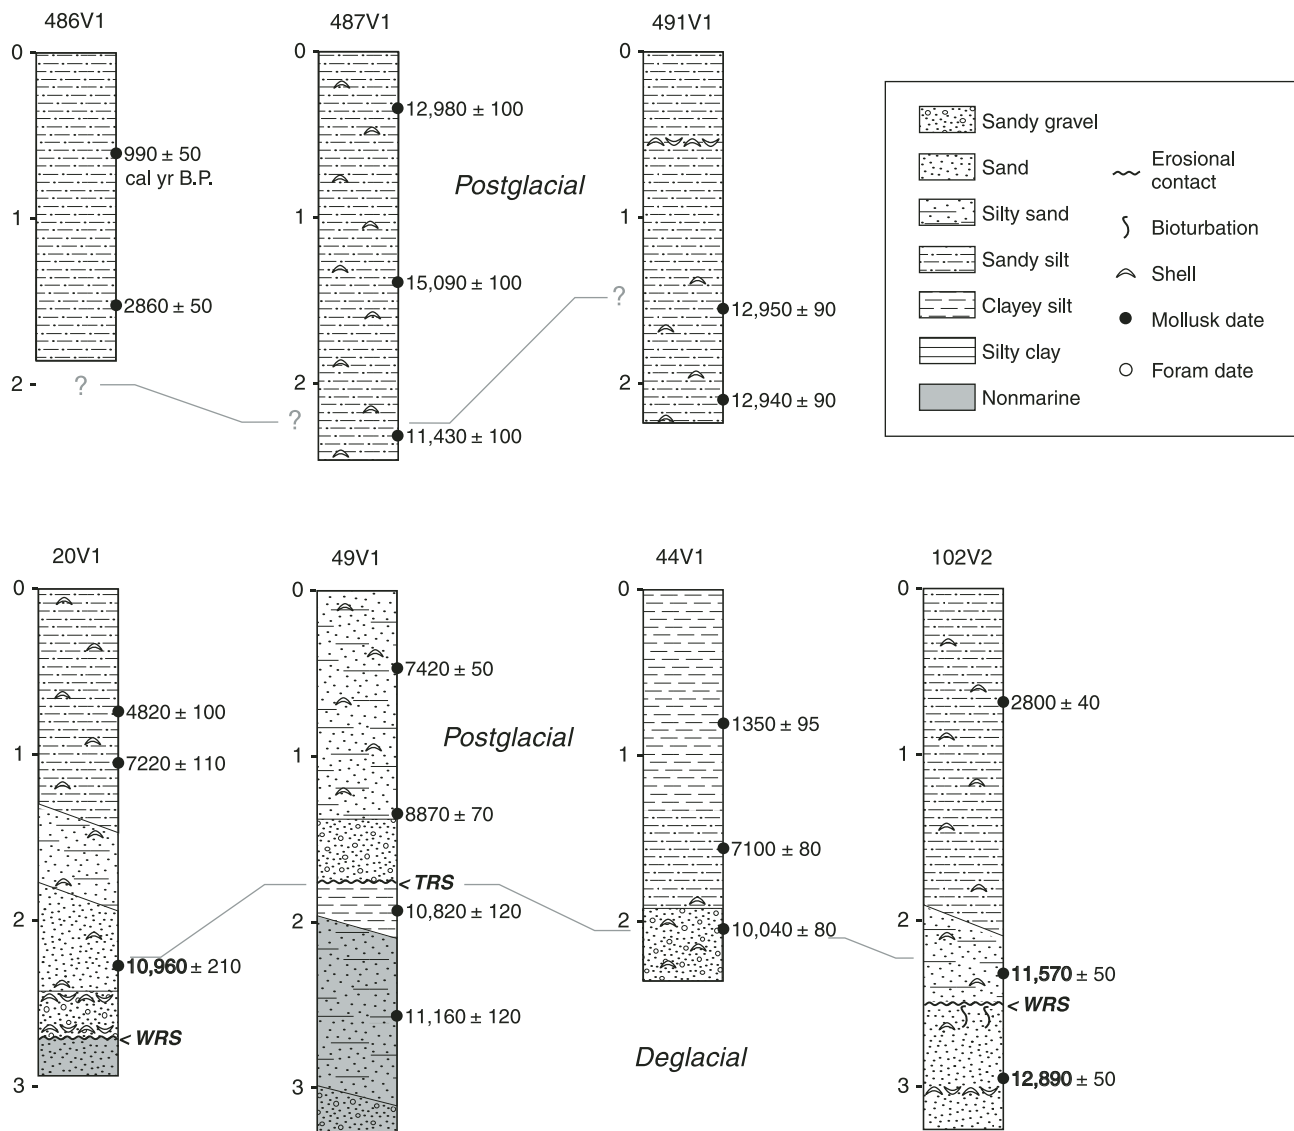 486V1
487V1
491V1
0
0
0
12,980 ± 100
990 ± 50
cal yr B.P.
Postglacial
1
1
1
15,090 ± 100
2860 ± 50
?
12,950 ± 90
2
?
2
2
12,940 ± 90
?
11,430 ± 100
Sandy gravel
Sand
Silty sand
Sandy silt
Clayey silt
Silty clay
Nonmarine
Erosional
contact
Bioturbation
Shell
Mollusk date
Foram date
20V1
49V1
44V1
102V2
0
0
0
0
7420 ± 50
4820 ± 100
1350 ± 95
2800 ± 40
Postglacial
1
7220 ± 110
1
1
1
8870 ± 70
7100 ± 80
< TRS
2
2
10,820 ± 120
2
10,040 ± 80
2
10,960 ± 210
11,570 ± 50
< WRS
11,160 ± 120
< WRS
Deglacial
12,890 ± 50
3
3
3